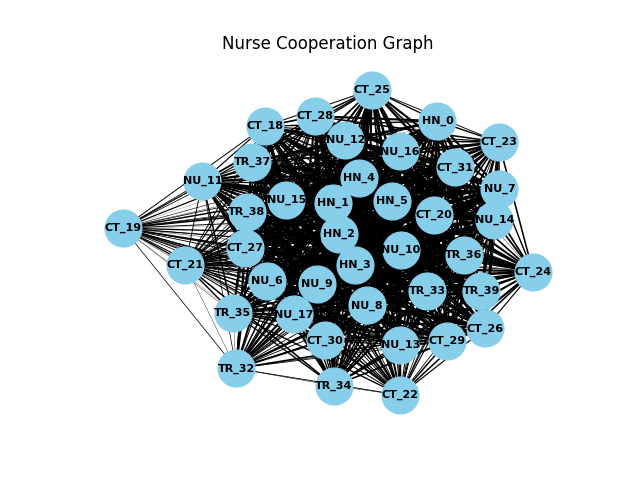 Nurse Cooperation Graph
CT_25
CT_28
HN_0
CT_18
NU_12
CT_23
NU_16
TR_37
CT_31
HN_4
NU_11
NU_7
NU_15
HN_5
HN_1
TR_38
CT_20
NU_14
CT_19
HN_2
CT_27
NU_10
TR_36
CT_21
HN_3
CT_24
NU_6
NU_9
TR_33
TR_39
NU_8
TR_35
NU_17
CT_26
CT_30
CT_29
NU_13
TR_32
TR_34
CT_22